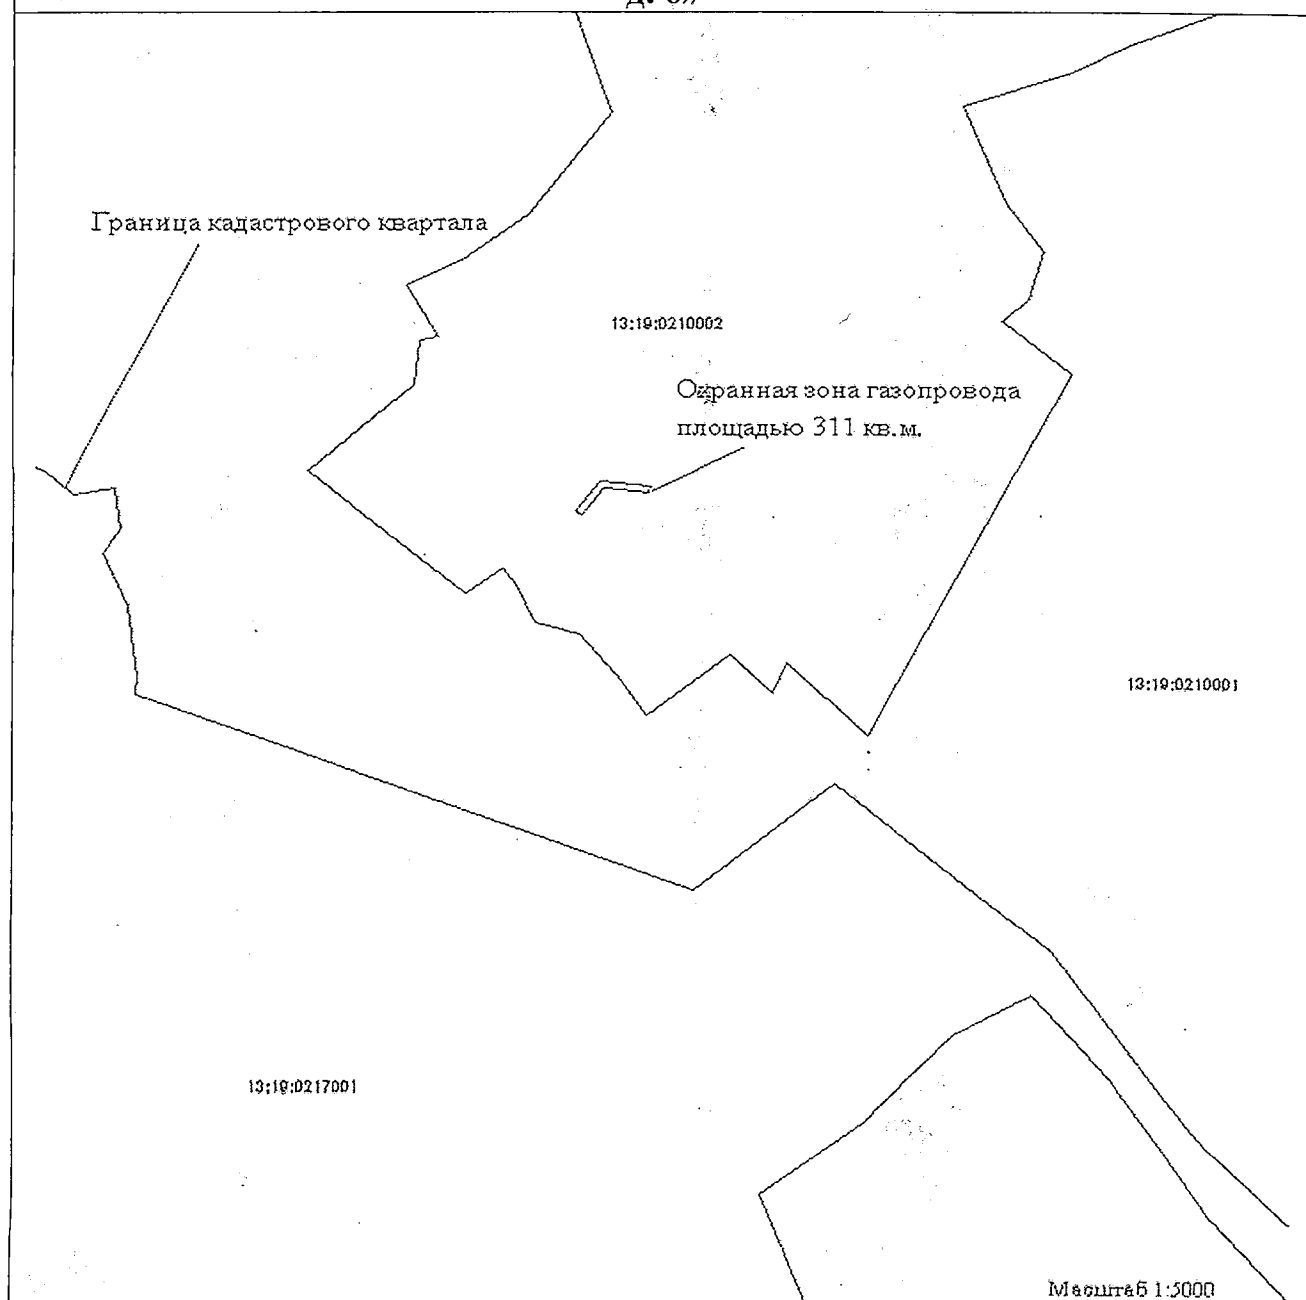 Граница кадастрового квартала
13:19:0210002
Охранная зона газопровода
площадью 311 кв.м.
13:19:0210001
13:19:0217001
Масштаб 1:5000